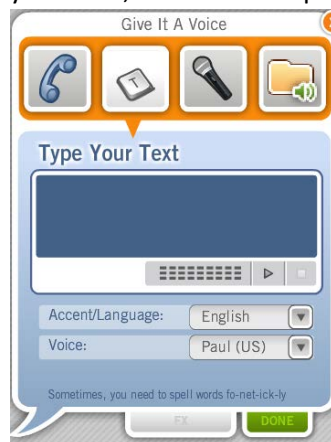 Give It A Voice
T
Type Your Text
Accent/Language: English
Voice: Paul (US)
Sometimes, you need to spell words fo-net-ick-ly
FX DONE